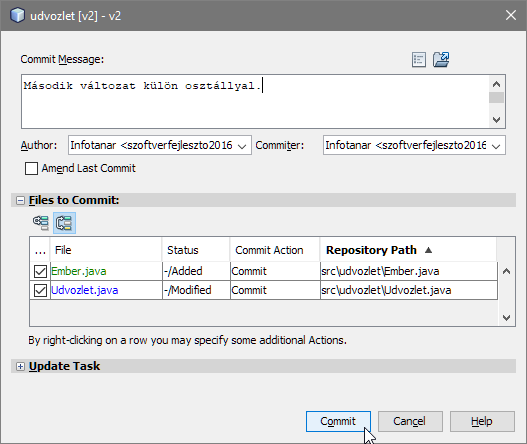 udvozlet [v2] - v2
Commit Message:
Második változat külön osztállyal.
Author: Infotanar <szoftverfejleszto2016 Commiter: Infotanar <szoftverfejleszto2016
Amend Last Commit
Files to Commit:
... File Status Commit Action Repository Path
Ember.java -/Added Commit src\udvozlet\Ember.java
Udvozlet.java -/Modified Commit src\udvozlet\Udvozlet.java
By right-clicking on a row you may specify some additional Actions.
Update Task
Commit Cancel Help